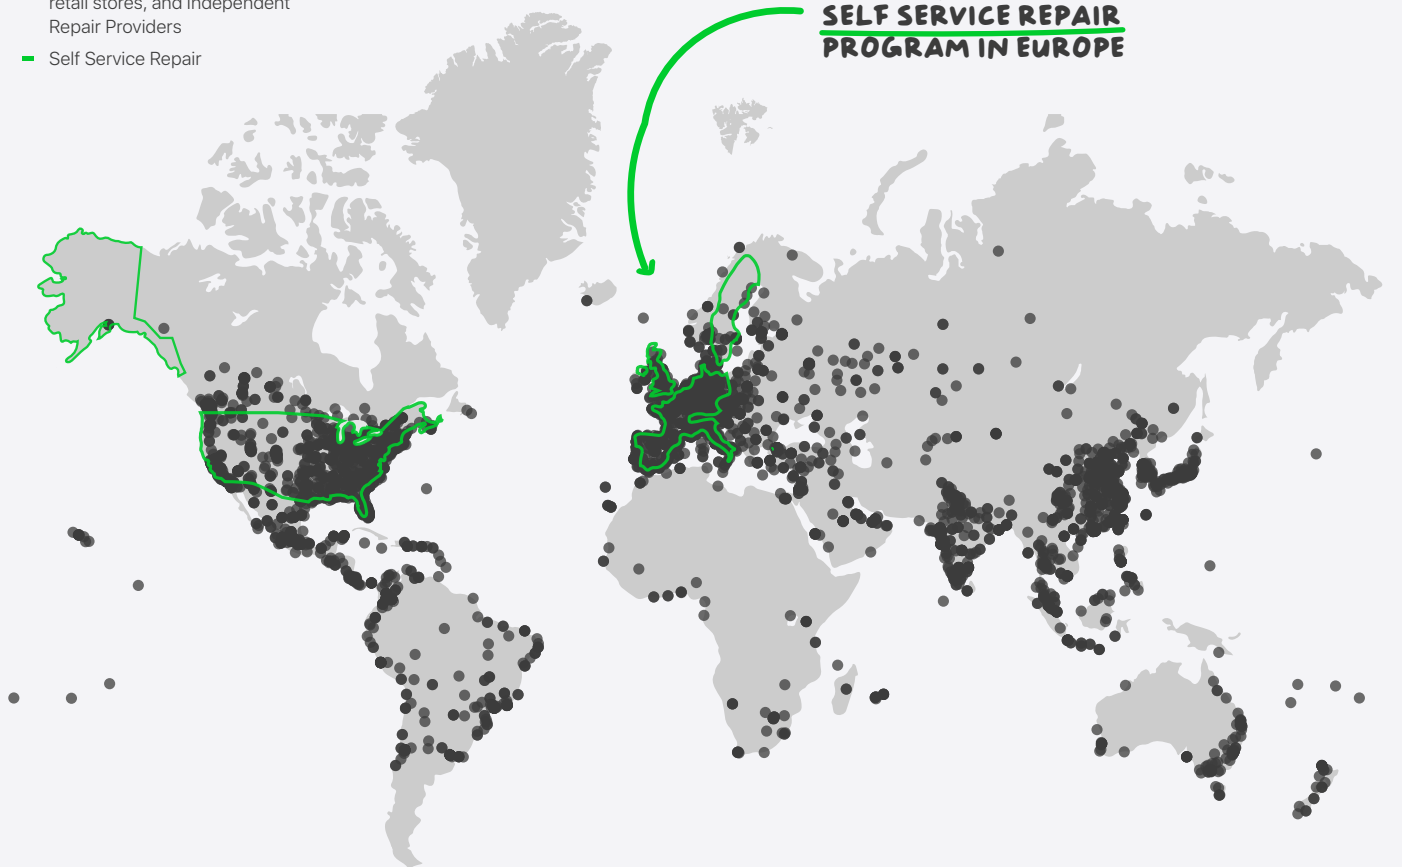 retail stores, and Independent
Repair Providers
Self Service Repair
SELF SERVICE REPAIR
PROGRAM IN EUROPE